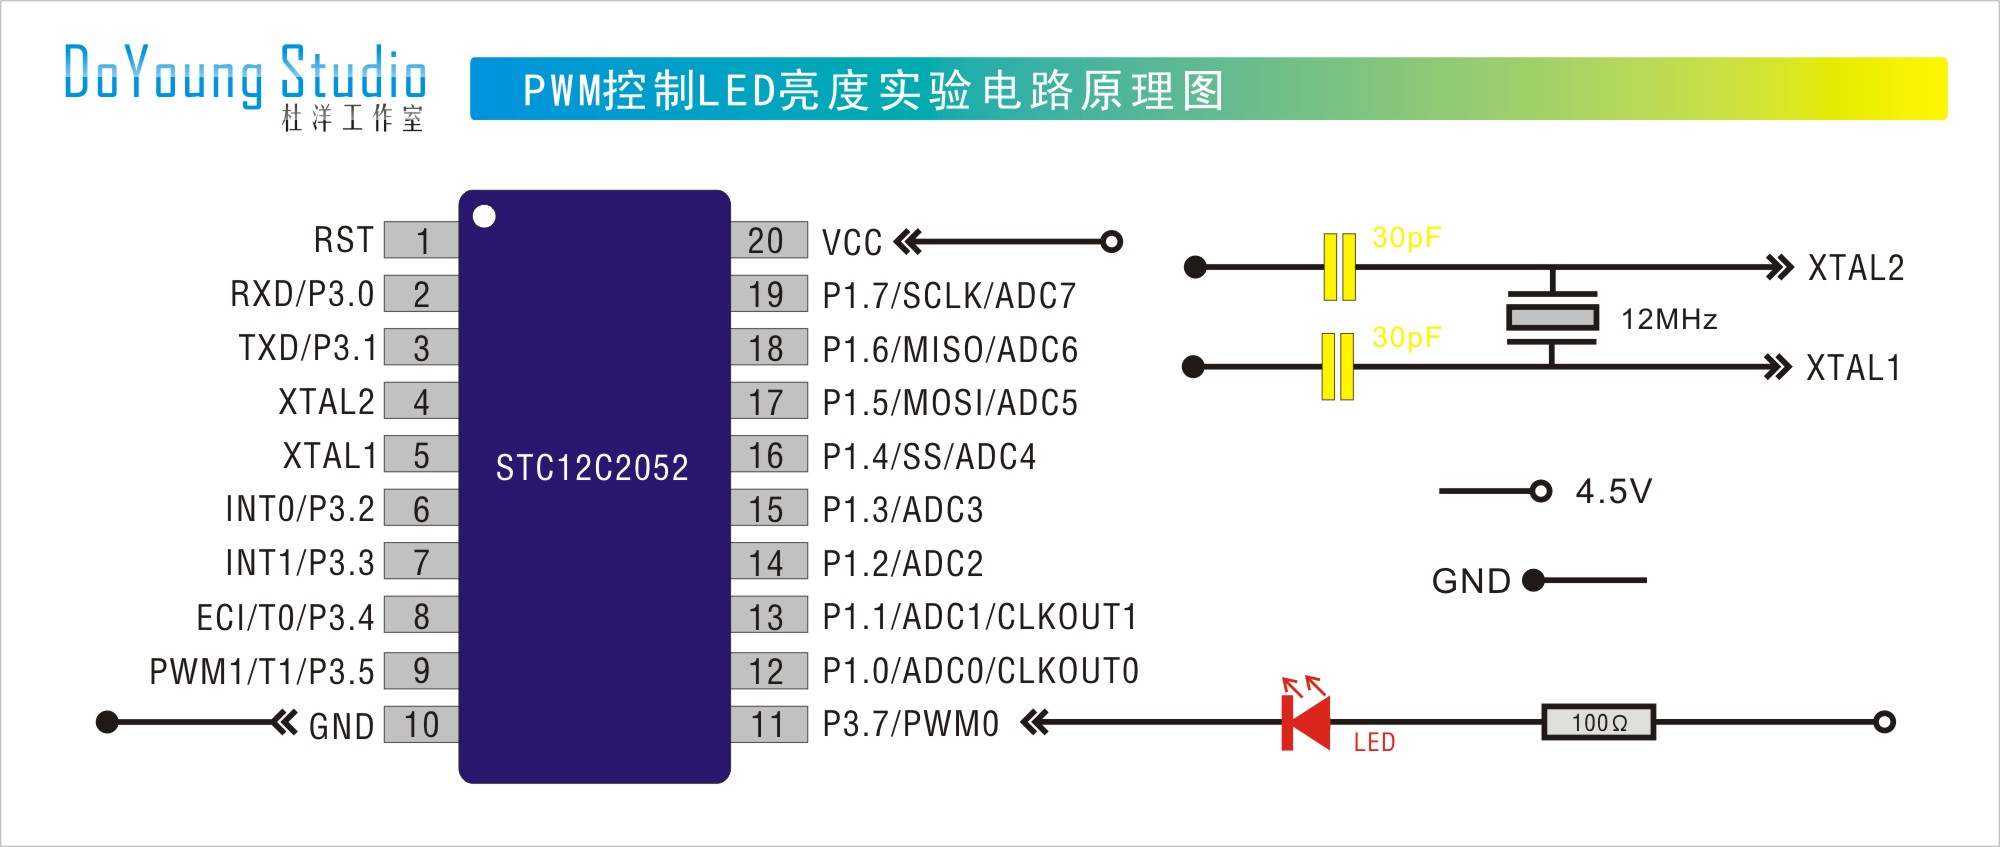 DoYoung Studio
杜洋工作室
PWM控制LED亮度实验电路原理图
RST 1
RXD/P3.0 2
TXD/P3.1 3
XTAL2 4
XTAL1 5
INT0/P3.2 6
INT1/P3.3 7
ECI/T0/P3.4 8
PWM1/T1/P3.5 9
GND 10
STC12C2052
20 VCC
19 P1.7/SCLK/ADC7
18 P1.6/MISO/ADC6
17 P1.5/MOSI/ADC5
16 P1.4/SS/ADC4
15 P1.3/ADC3
14 P1.2/ADC2
13 P1.1/ADC1/CLKOUT1
12 P1.0/ADC0/CLKOUT0
11 P3.7/PWM0
30pF
XTAL2
12MHz
30pF
XTAL1
4.5V
GND
LED
100Ω